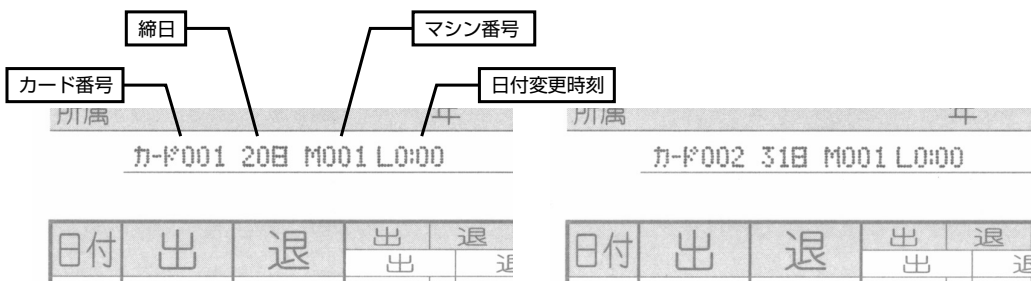 締日 マシン番号
カード番号 日付変更時刻
所属 年 所属 年
カード001 20日 M001 L0:00 カード002 31日 M001 L0:00
日付 出 退 出 退 日付 出 退 出 退
出 退 出 退